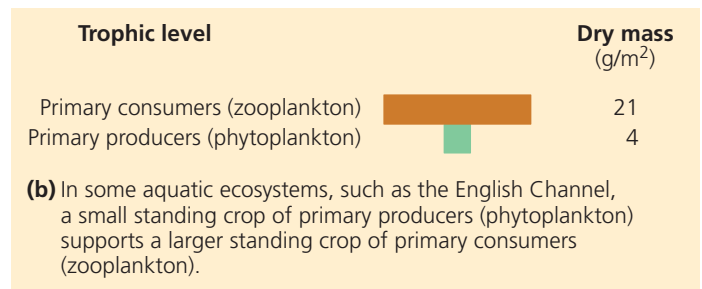 Trophic level Dry mass
(g/m²)
Primary consumers (zooplankton) 21
Primary producers (phytoplankton) 4
(b) In some aquatic ecosystems, such as the English Channel,
a small standing crop of primary producers (phytoplankton)
supports a larger standing crop of primary consumers
(zooplankton).